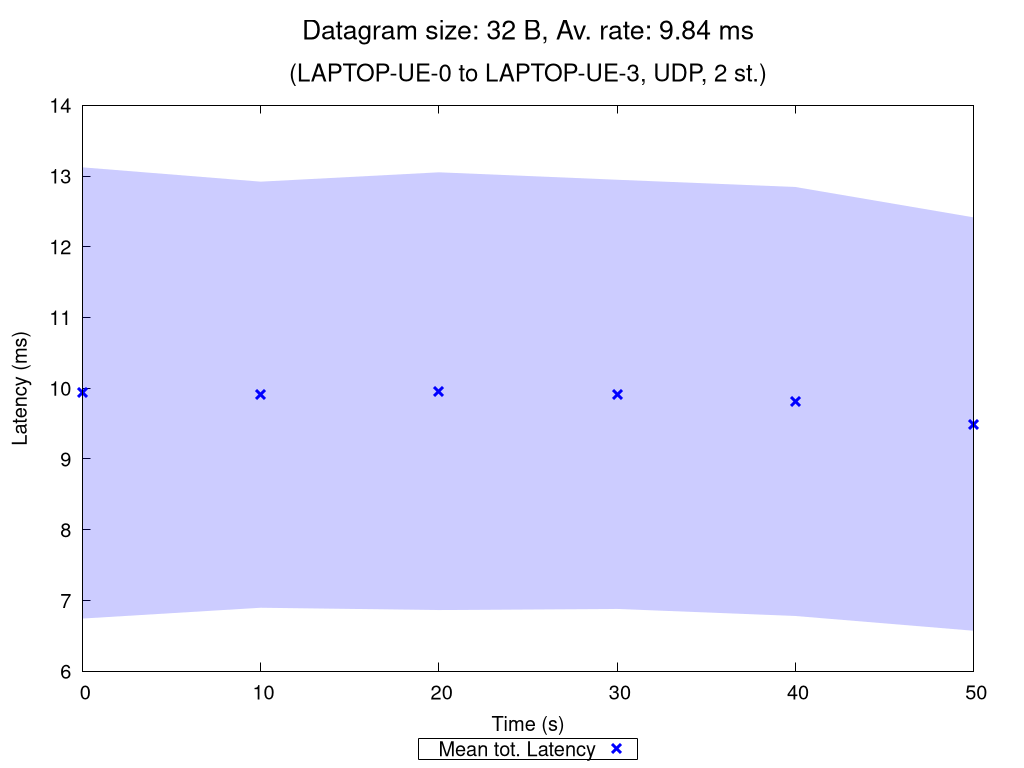 Datagram size: 32 B, Av. rate: 9.84 ms
(LAPTOP-UE-0 to LAPTOP-UE-3, UDP, 2 st.)
14
13
12
11
10
9
8
7
6
Latency (ms)
0 10 20 30 40 50
Time (s)
Mean tot. Latency